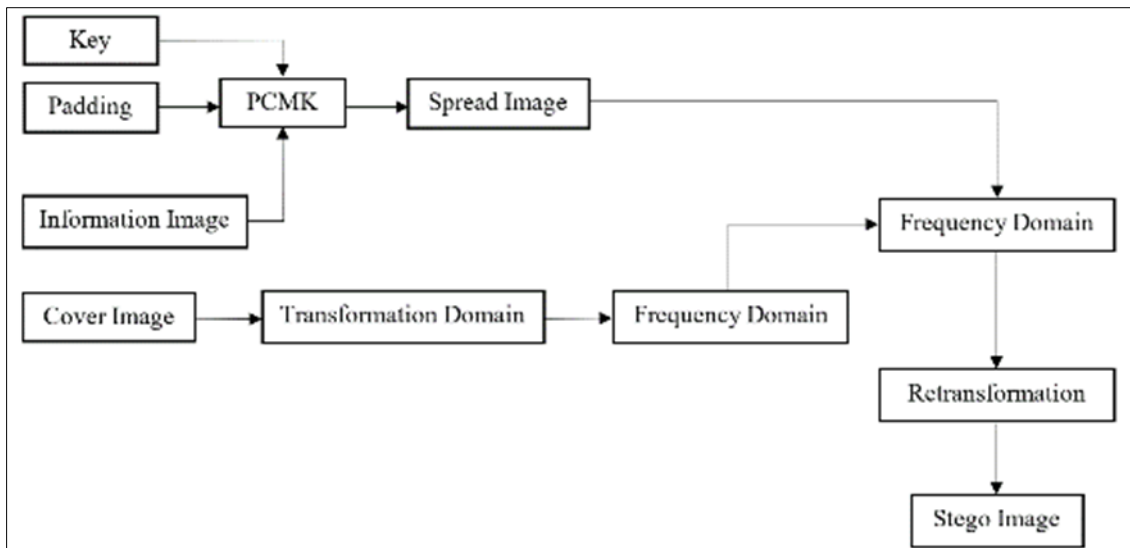 Key
Padding
PCMK
Spread Image
Information Image
Frequency Domain
Cover Image
Transformation Domain
Frequency Domain
Retransformation
Stego Image